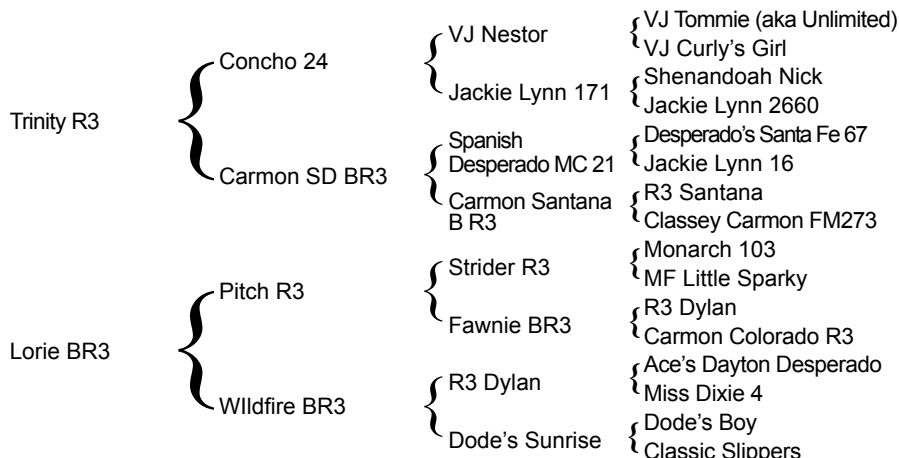 VJ Tommie (aka Unlimited)
VJ Nestor
VJ Curly's Girl
Concho 24
Shenandoah Nick
Jackie Lynn 171
Jackie Lynn 2660
Trinity R3
Spanish
Desperado MC 21
Desperado's Santa Fe 67
Jackie Lynn 16
Carmon SD BR3
Carmon Santana
B R3
R3 Santana
Classey Carmon FM273
Monarch 103
Strider R3
MF Little Sparky
Pitch R3
R3 Dylan
Fawnie BR3
Carmon Colorado R3
Lorie BR3
Ace's Dayton Desperado
R3 Dylan
Miss Dixie 4
WIldfire BR3
Dode's Boy
Dode's Sunrise
Classic Slippers